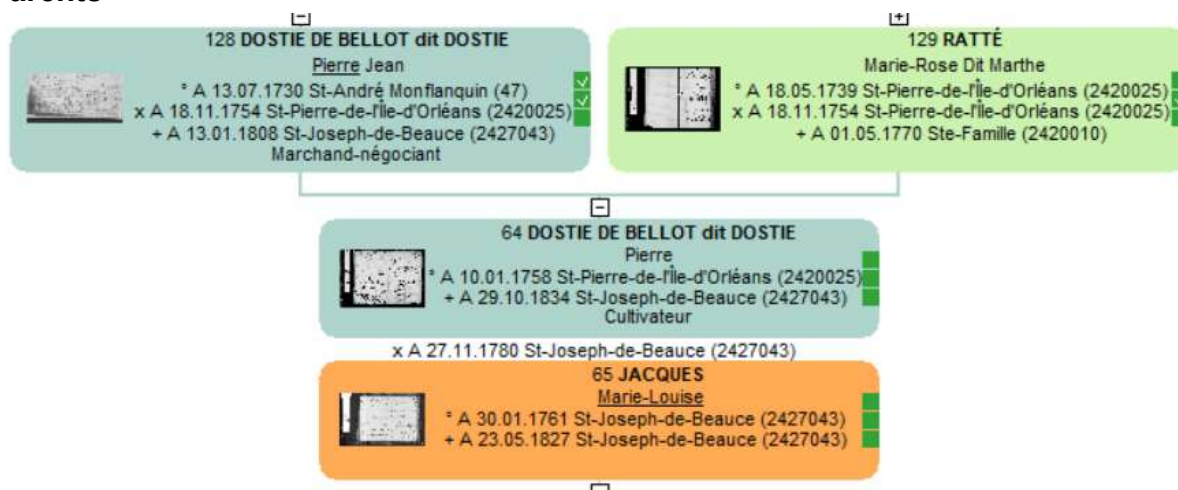 128 DOSTIE DE BELLOT dit DOSTIE
Pierre Jean
° A 13.07.1730 St-André Monflanquin (47)
x A 18.11.1754 St-Pierre-de-l'Île-d'Orléans (2420025)
+ A 13.01.1808 St-Joseph-de-Beauce (2427043)
Marchand-négociant
129 RATTÉ
Marie-Rose Dit Marthe
° A 18.05.1739 St-Pierre-de-l'Île-d'Orléans (2420025)
x A 18.11.1754 St-Pierre-de-l'Île-d'Orléans (2420025)
+ A 01.05.1770 Ste-Famille (2420010)
64 DOSTIE DE BELLOT dit DOSTIE
Pierre
° A 10.01.1758 St-Pierre-de-l'Île-d'Orléans (2420025)
+ A 29.10.1834 St-Joseph-de-Beauce (2427043)
Cultivateur
x A 27.11.1780 St-Joseph-de-Beauce (2427043)
65 JACQUES
Marie-Louise
° A 30.01.1761 St-Joseph-de-Beauce (2427043)
+ A 23.05.1827 St-Joseph-de-Beauce (2427043)